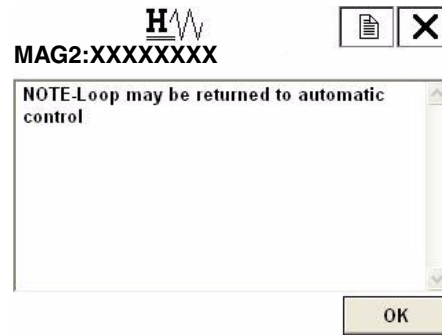 H
MAG2:XXXXXXXX
NOTE-Loop may be returned to automatic
control
OK